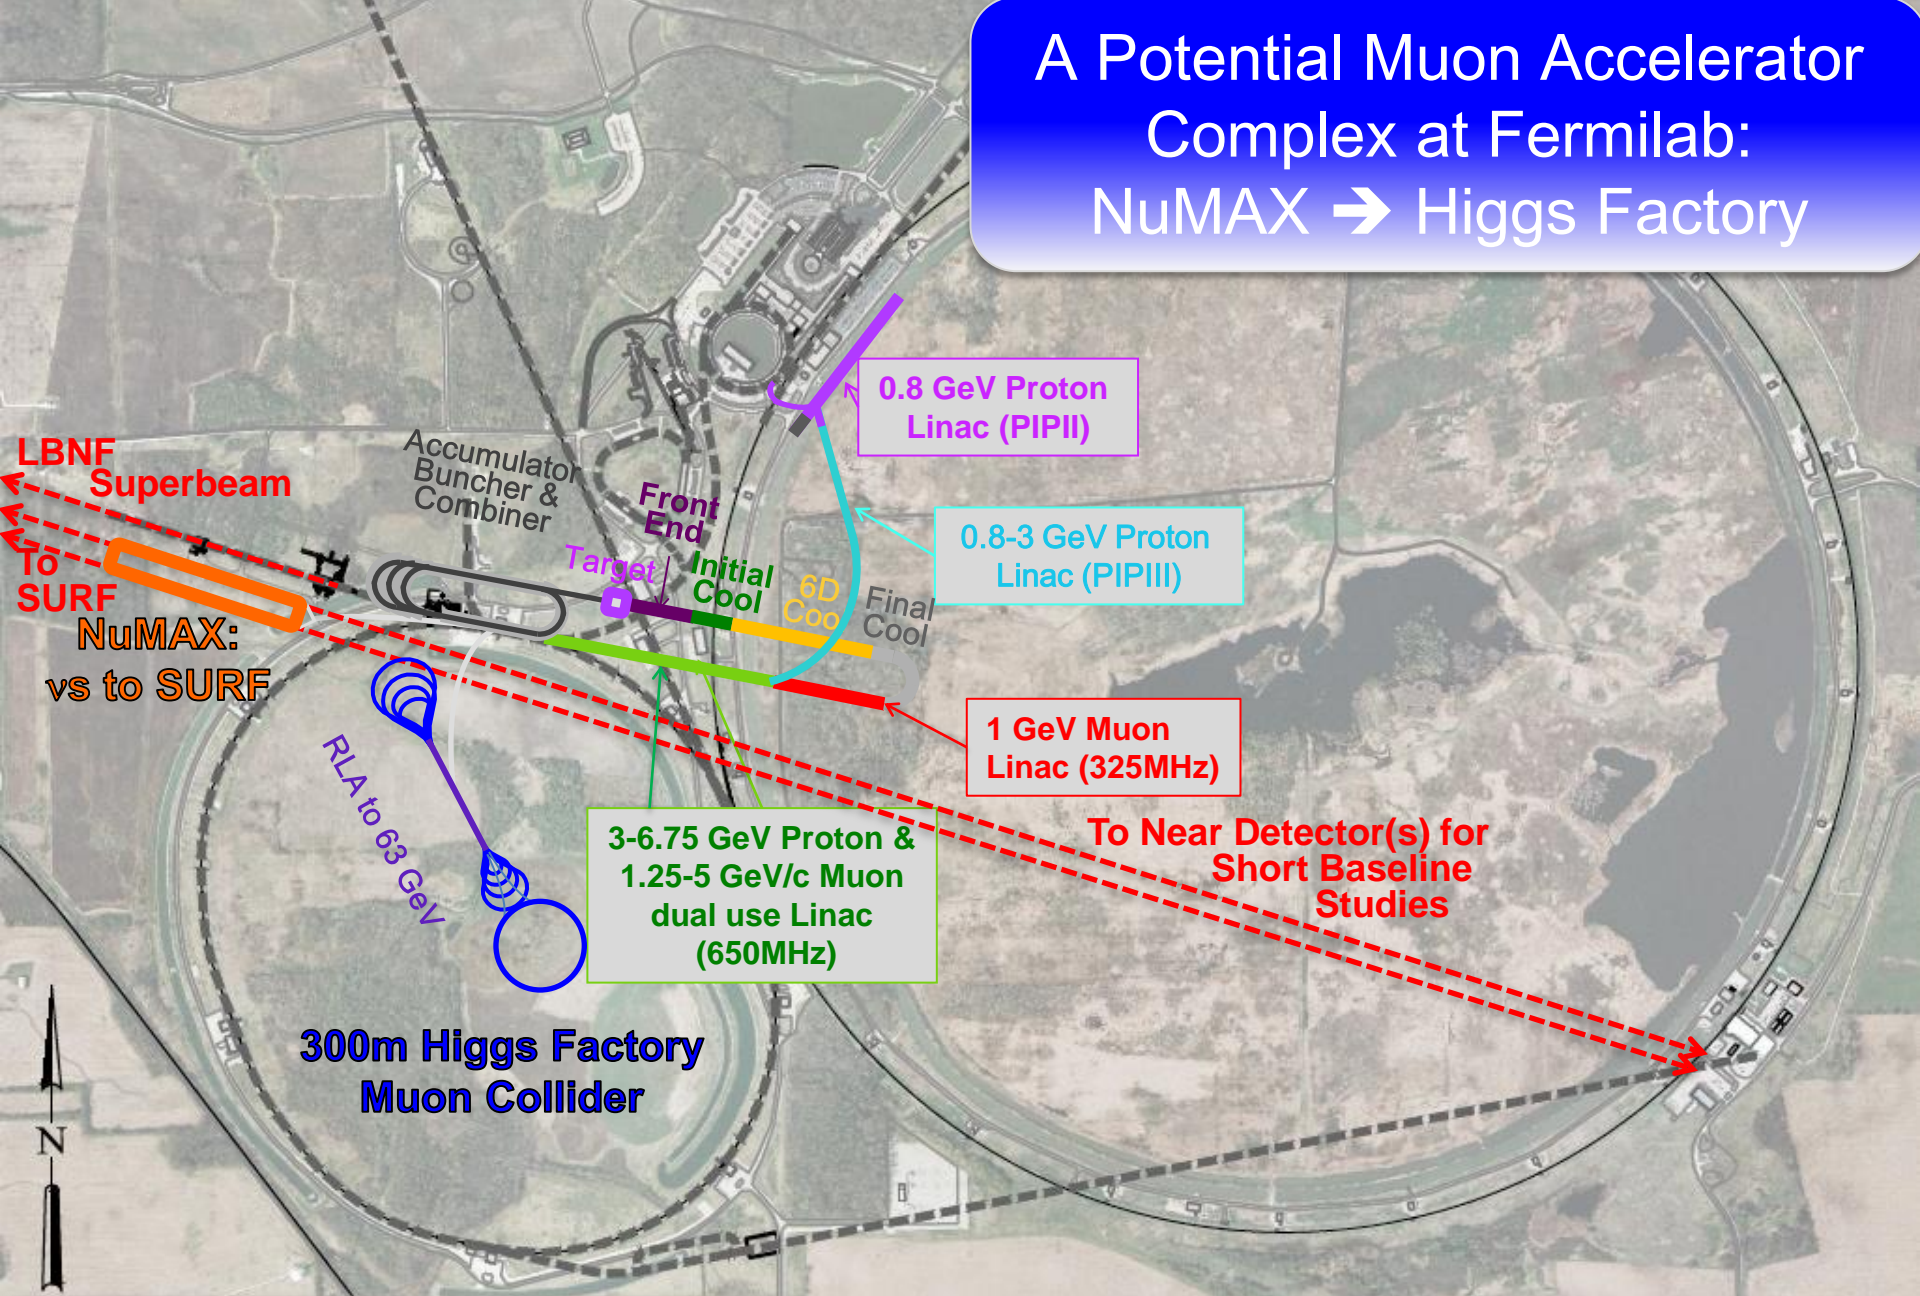 A Potential Muon Accelerator
Complex at Fermilab:
NuMAX ➔ Higgs Factory
0.8 GeV Proton
Linac (PIPII)
LBNF
Superbeam
Accumulator
Buncher &
Combiner
Front
End
Target
Initial
Cool
6D
Coo
Final
Cool
0.8-3 GeV Proton
Linac (PIPIII)
To
SURF
NuMAX:
νs to SURF
1 GeV Muon
Linac (325MHz)
RLA to 63 GeV
3-6.75 GeV Proton &
1.25-5 GeV/c Muon
dual use Linac
(650MHz)
To Near Detector(s) for
Short Baseline
Studies
300m Higgs Factory
Muon Collider
N